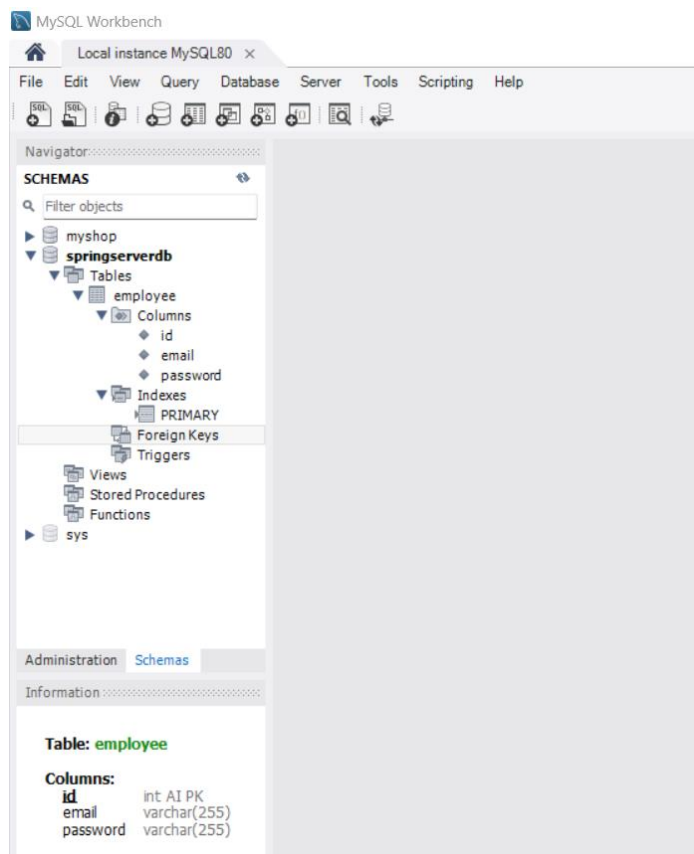 MySQL Workbench
Local instance MySQL80 ×
File Edit View Query Database Server Tools Scripting Help
SQL SQL
Navigator
SCHEMAS
Filter objects
myshop
springserverdb
Tables
employee
Columns
id
email
password
Indexes
PRIMARY
Foreign Keys
Triggers
Views
Stored Procedures
Functions
sys
Administration Schemas
Information
Table: employee
Columns:
id int AI PK
email varchar(255)
password varchar(255)